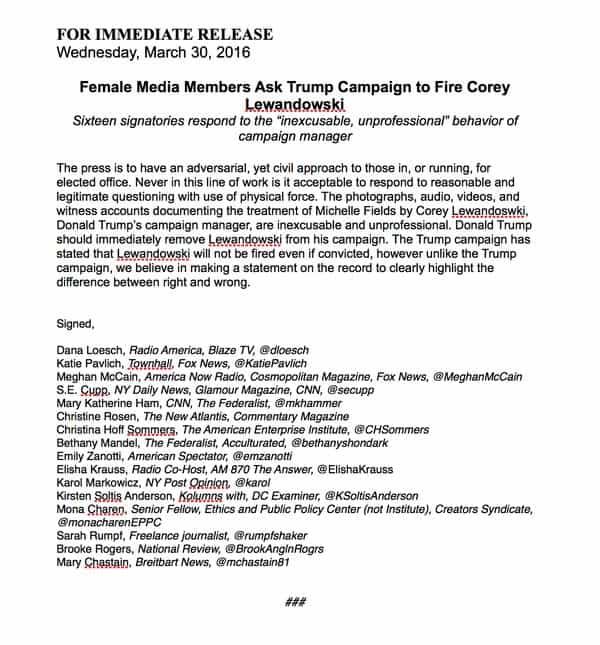 FOR IMMEDIATE RELEASE
Wednesday, March 30, 2016
Female Media Members Ask Trump Campaign to Fire Corey
Lewandowski
Sixteen signatories respond to the “inexcusable, unprofessional” behavior of
campaign manager
The press is to have an adversarial, yet civil approach to those in, or running, for
elected office. Never in this line of work is it acceptable to respond to reasonable and
legitimate questioning with use of physical force. The photographs, audio, videos, and
witness accounts documenting the treatment of Michelle Fields by Corey Lewandoswki,
Donald Trump’s campaign manager, are inexcusable and unprofessional. Donald Trump
should immediately remove Lewandowski from his campaign. The Trump campaign has
stated that Lewandowski will not be fired even if convicted, however unlike the Trump
campaign, we believe in making a statement on the record to clearly highlight the
difference between right and wrong.
Signed,
Dana Loesch, Radio America, Blaze TV, @dloesch
Katie Pavlich, Townhall, Fox News, @KatiePavlich
Meghan McCain, America Now Radio, Cosmopolitan Magazine, Fox News, @MeghanMcCain
S.E. Cupp, NY Daily News, Glamour Magazine, CNN, @secupp
Mary Katherine Ham, CNN, The Federalist, @mkhammer
Christine Rosen, The New Atlantis, Commentary Magazine
Christina Hoff Sommers, The American Enterprise Institute, @CHSommers
Bethany Mandel, The Federalist, Acculturated, @bethanyshondark
Emily Zanotti, American Spectator, @emzanotti
Elisha Krauss, Radio Co-Host, AM 870 The Answer, @ElishaKrauss
Karol Markowicz, NY Post Opinion, @karol
Kirsten Soltis Anderson, Kolumns with, DC Examiner, @KSoltisAnderson
Mona Charen, Senior Fellow, Ethics and Public Policy Center (not Institute), Creators Syndicate,
@monacharenEPPC
Sarah Rumpf, Freelance journalist, @rumpfshaker
Brooke Rogers, National Review, @BrookAngInRogrs
Mary Chastain, Breitbart News, @mchastain81
###